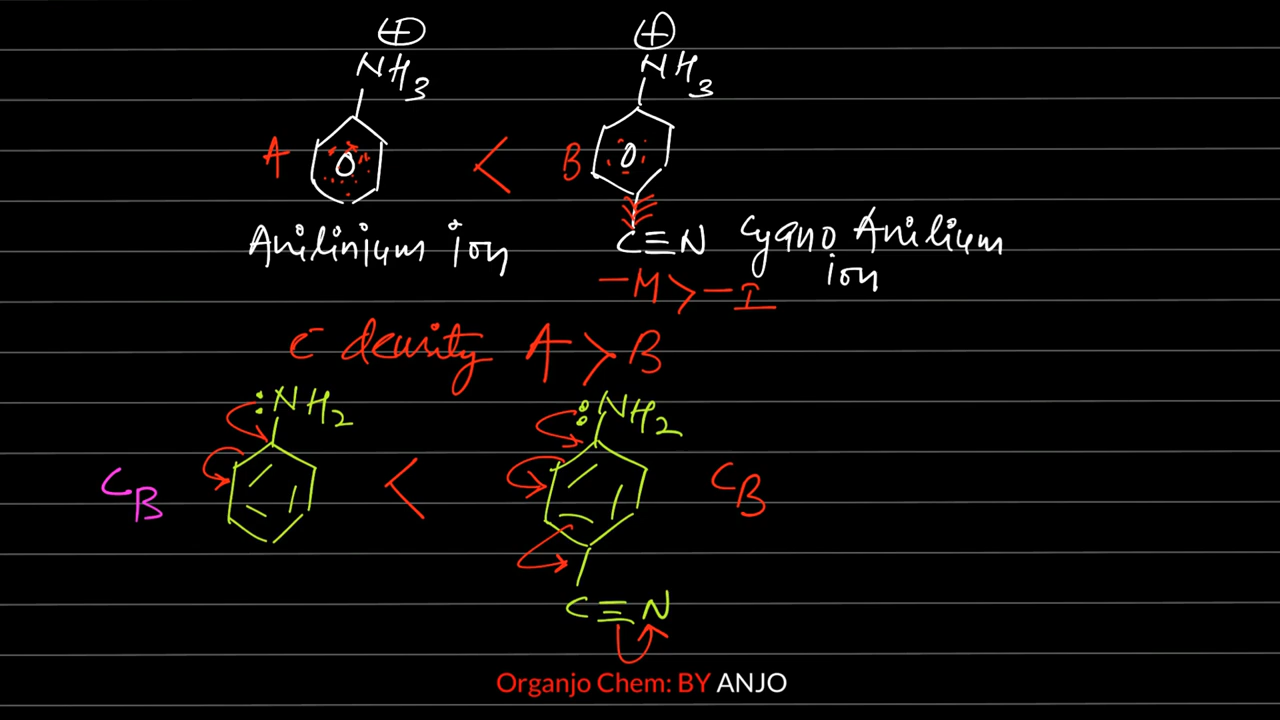 ⊕ ⊕
NH3 NH3
A < B
Anilinium ion C≡N Cyano Anilium
ion
-M > -I
e density A > B
:NH2 :NH2
CB < CB
C≡N
Organjo Chem: BY ANJO